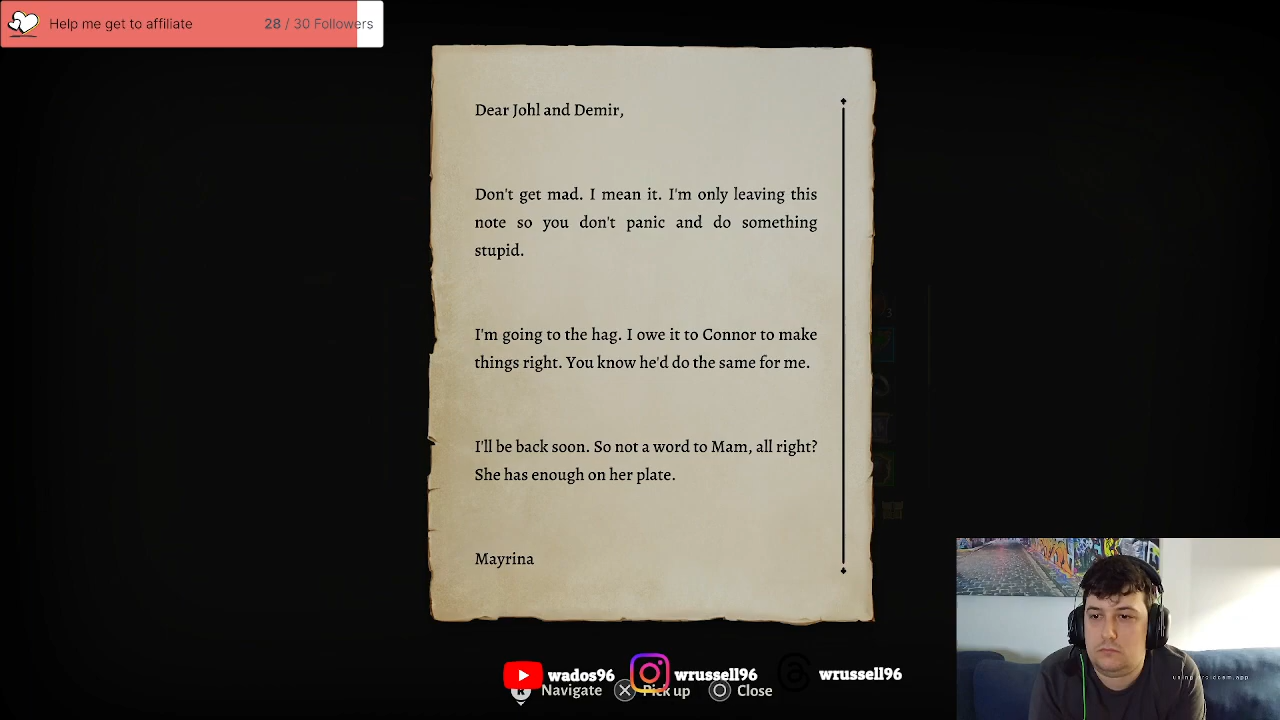 Help me get to affiliate 28 / 30 Followers
Dear Johl and Demir,
Don't get mad. I mean it. I'm only leaving this
note so you don't panic and do something
stupid.
I'm going to the hag. I owe it to Connor to make
things right. You know he'd do the same for me.
I'll be back soon. So not a word to Mam, all right?
She has enough on her plate.
Mayrina
wados96 wrussell96 wrussell96
R Navigate Pick up Close